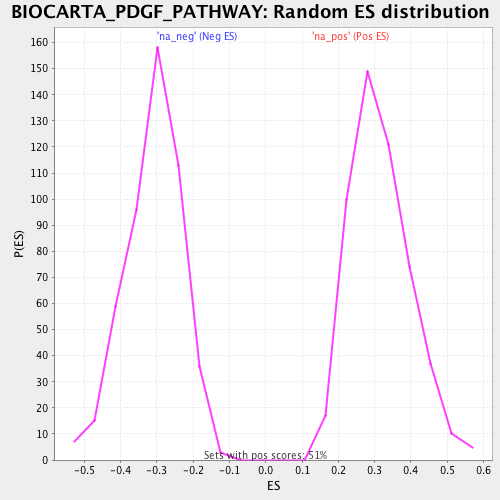 BIOCARTA_PDGF_PATHWAY: Random ES distribution
'na_neg' (Neg ES) 'na_pos' (Pos ES)
160
150
140
130
120
110
100
90
80
70
60
50
40
30
20
10
0
P(ES)
Sets with pos scores: 51%
-0.5 -0.4 -0.3 -0.2 -0.1 0.0 0.1 0.2 0.3 0.4 0.5 0.6
ES